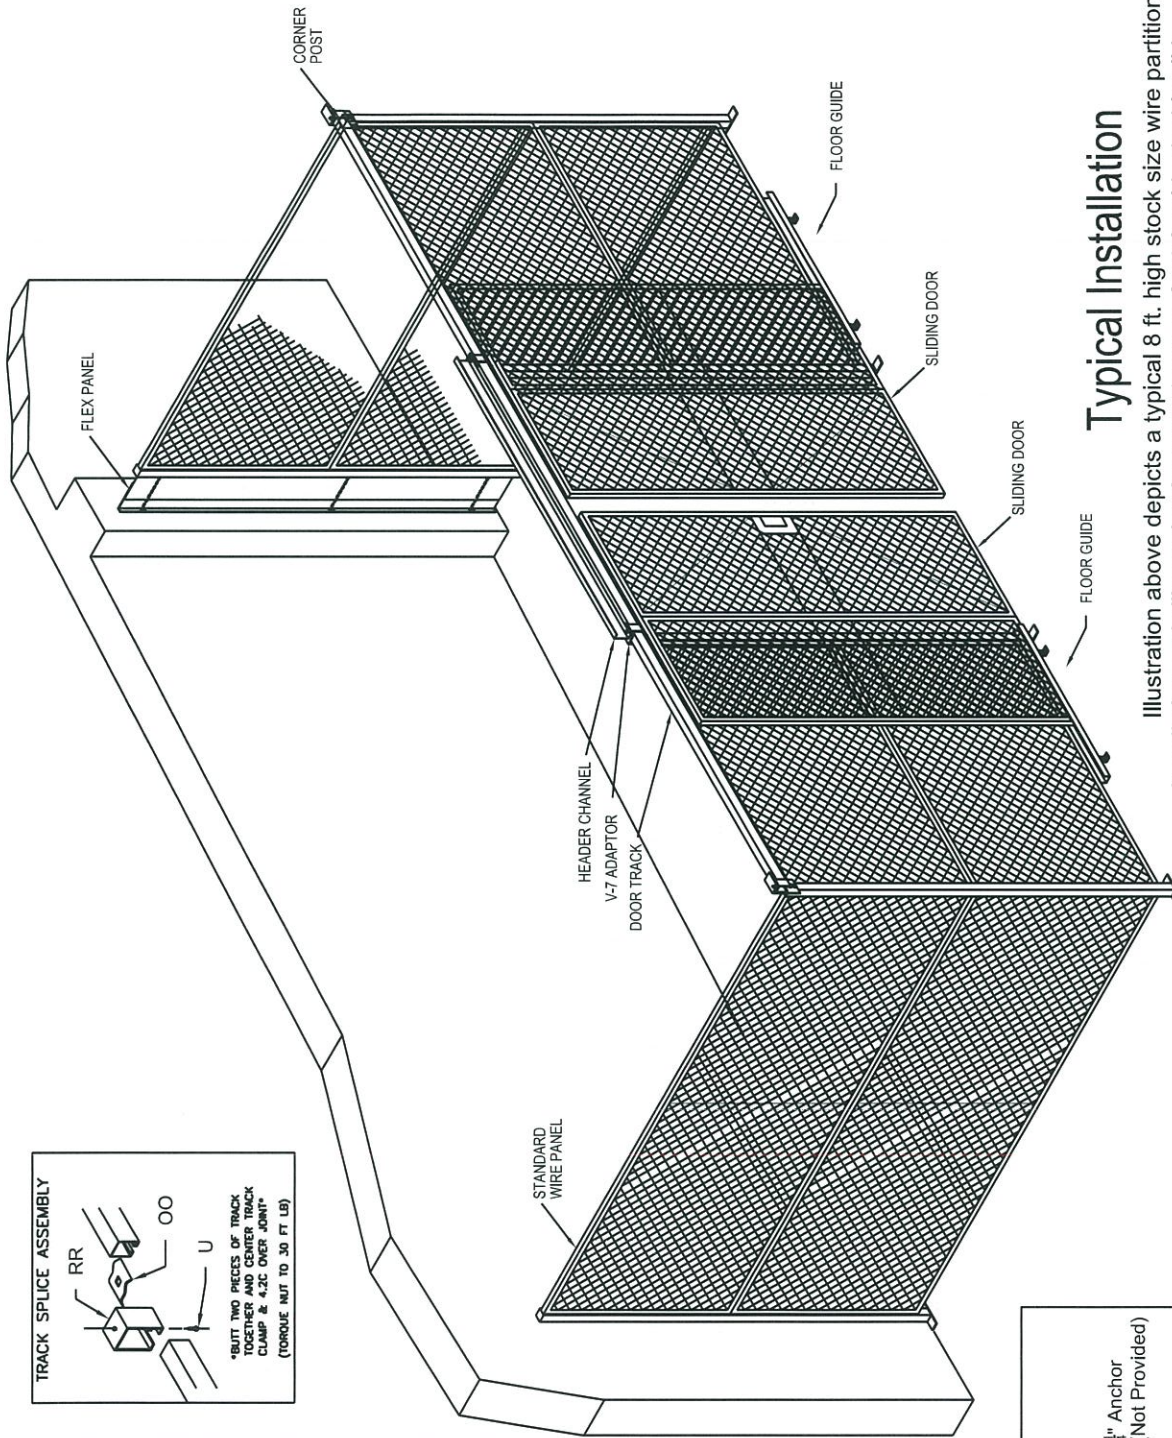 TRACK SPLICE ASSEMBLY
RR
OO
U
*BUTT TWO PIECES OF TRACK
TOGETHER AND CENTER TRACK
CLAMP & 4.2C OVER JOINT*
(TORQUE NUT TO 30 FT LB)
FLEX PANEL
CORNER
POST
HEADER CHANNEL
V-7 ADAPTOR
DOOR TRACK
STANDARD
WIRE PANEL
FLOOR GUIDE
SLIDING DOOR
SLIDING DOOR
FLOOR GUIDE
Typical Installation
Illustration above depicts a typical 8 ft. high stock size wire partition
" Anchor
Not Provided)